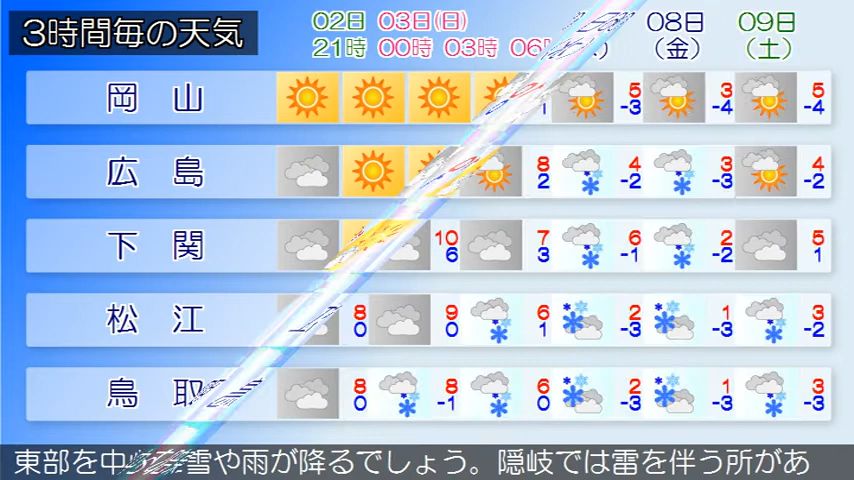 3時間毎の天気
02日 03日(日) 08日 09日
21時 00時 03時 (金) (土)
岡 山 5 -3 3 -4 5 -4
広 島 8 2 4 -2 3 -3 4 -2
下 関 10 6 7 3 6 -1 2 -2 5 1
松 江 8 0 9 0 6 1 2 -3 1 -3 3 -2
鳥 取 8 0 8 -1 6 0 2 -3 1 -3 3 -3
東部を中 雪や雨が降るでしょう。隠岐では雷を伴う所があ